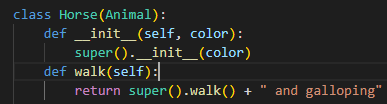 class Horse(Animal):
    def __init__(self, color):
        super().__init__(color)
    def walk(self):
        return super().walk() + " and galloping"